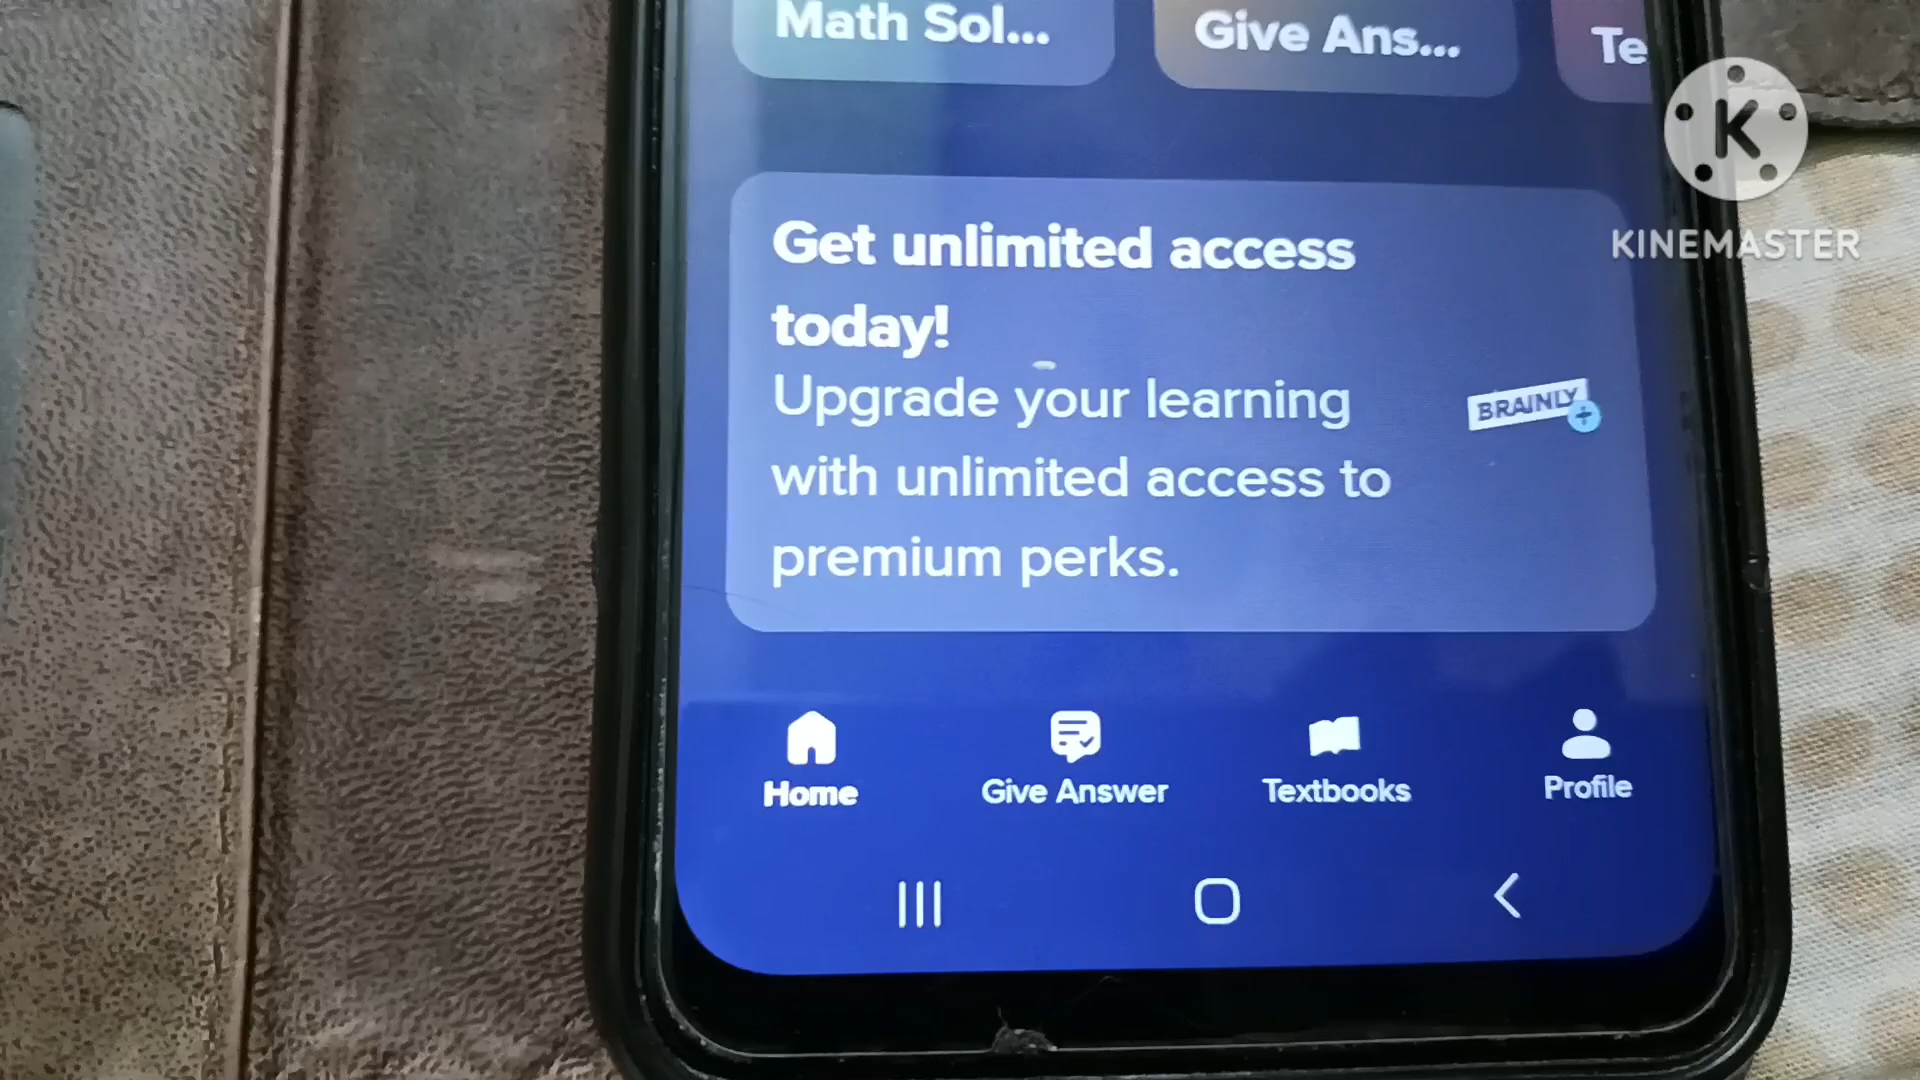 Math Sol...
Give Ans...
Te
K
KINEMASTER
Get unlimited access
today!
Upgrade your learning
with unlimited access to
premium perks.
BRAINLY
+
Home
Give Answer
Textbooks
Profile